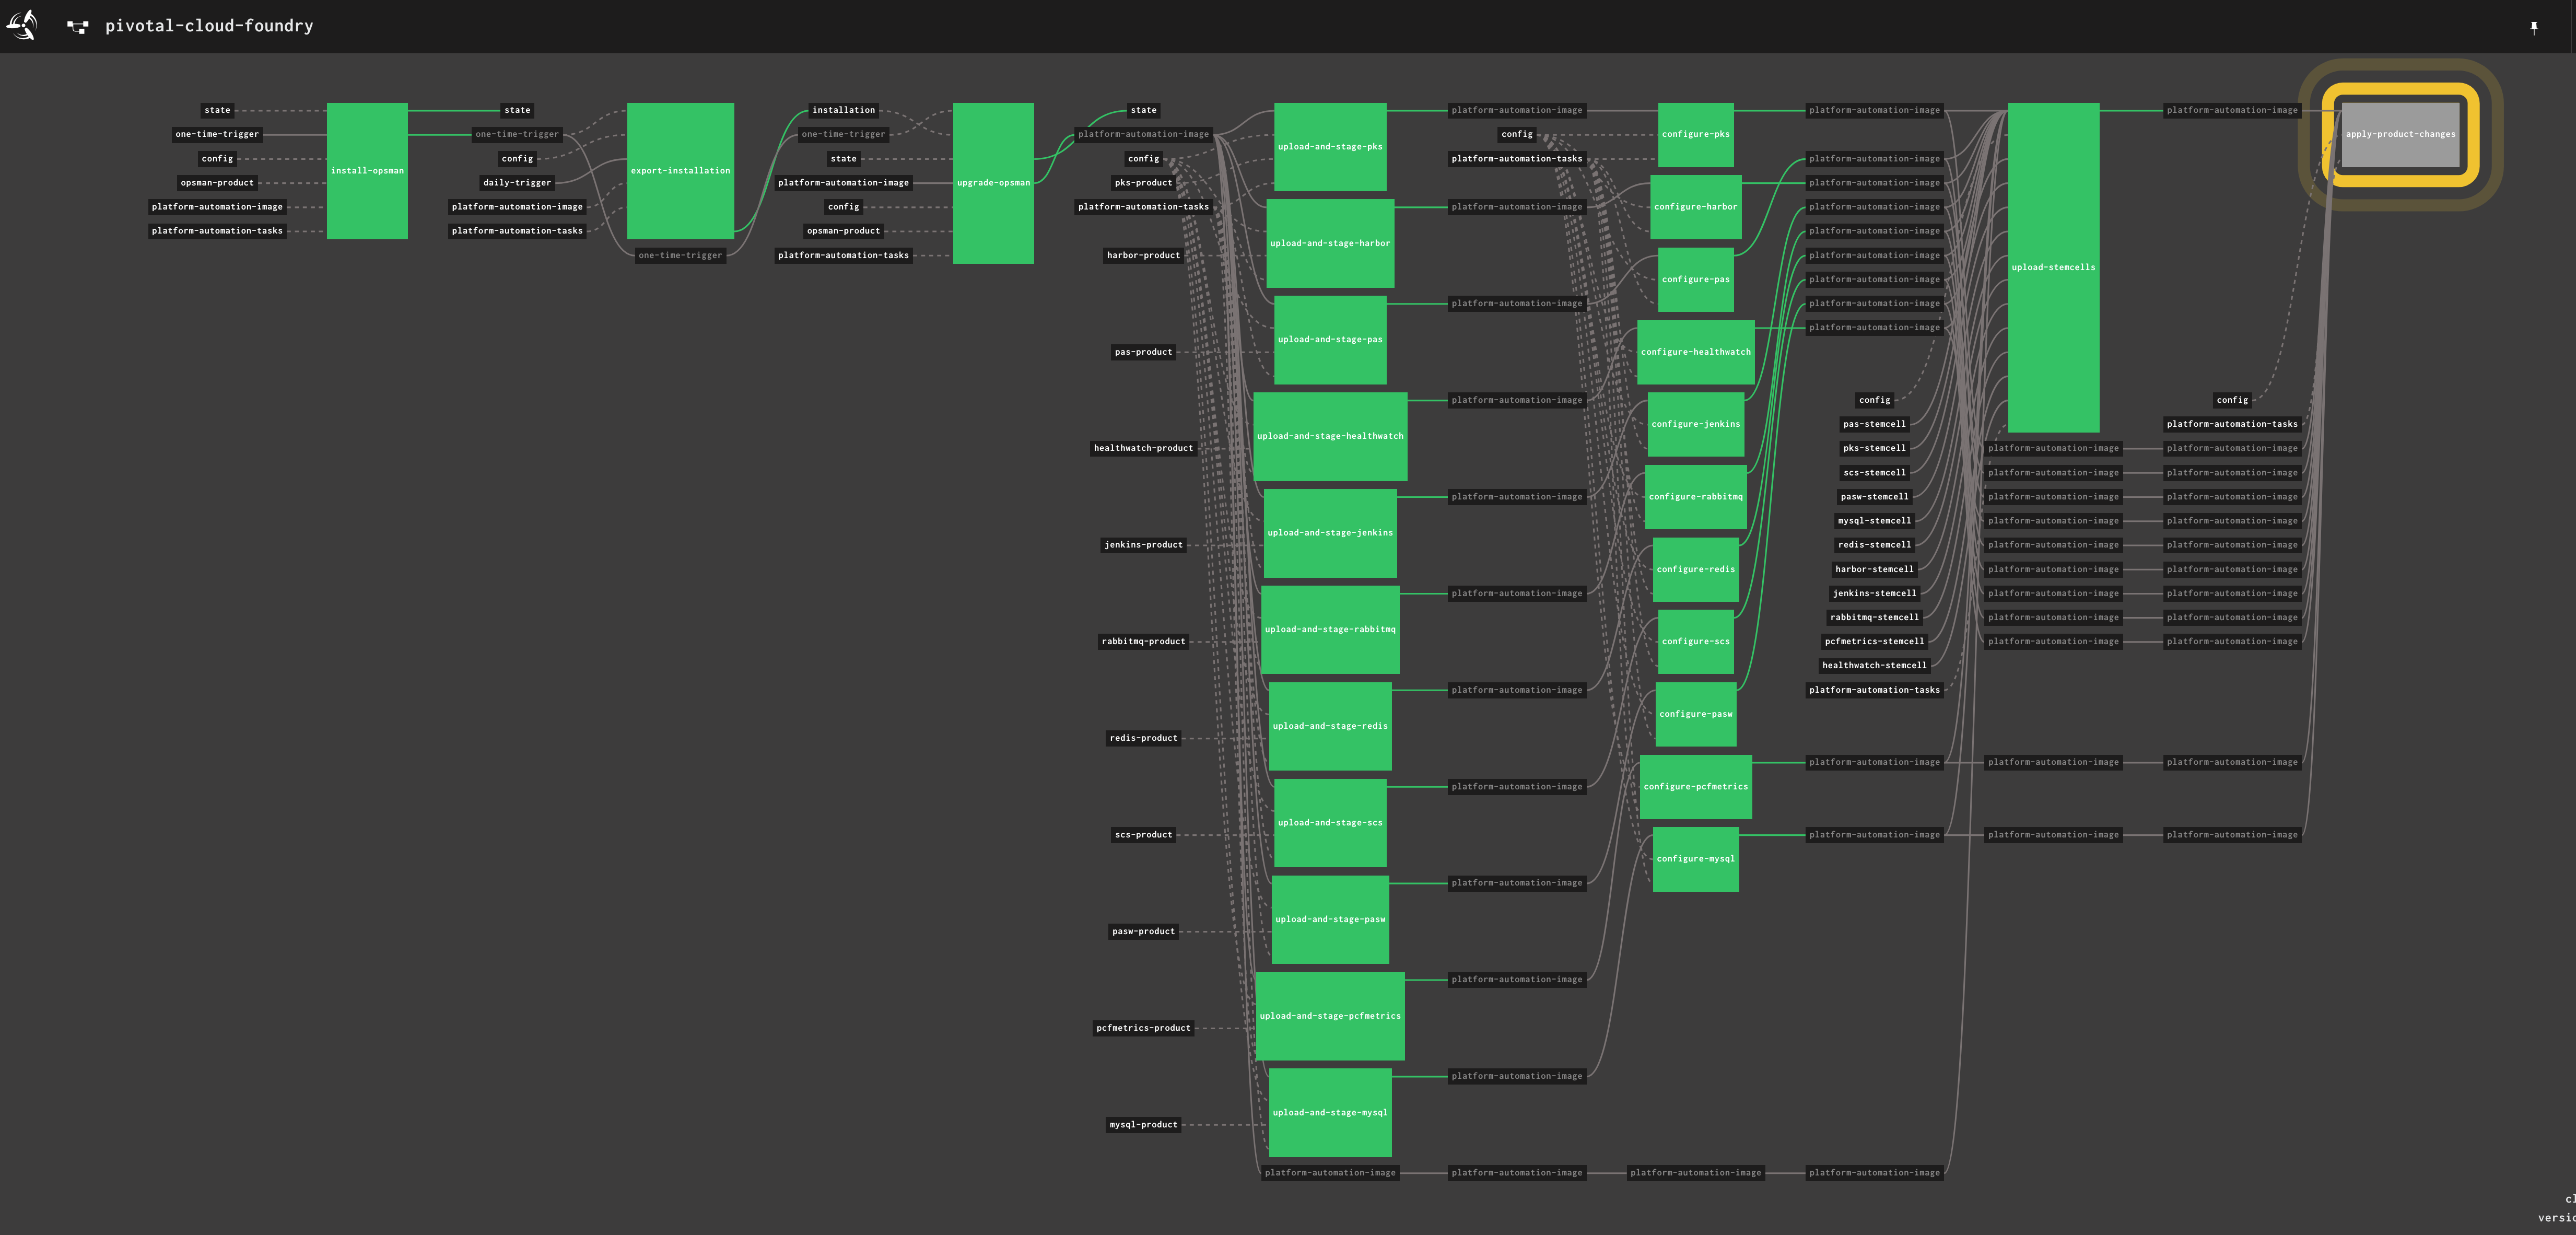 pivotal-cloud-foundry
state
one-time-trigger
config
opsman-product
platform-automation-image
platform-automation-tasks
install-opsman
state
one-time-trigger
config
daily-trigger
platform-automation-image
platform-automation-tasks
export-installation
one-time-trigger
installation
one-time-trigger
state
platform-automation-image
config
opsman-product
platform-automation-tasks
upgrade-opsman
state
platform-automation-image
config
pks-product
platform-automation-tasks
harbor-product
pas-product
healthwatch-product
jenkins-product
rabbitmq-product
redis-product
scs-product
pasw-product
pcfmetrics-product
mysql-product
upload-and-stage-pks
upload-and-stage-harbor
upload-and-stage-pas
upload-and-stage-healthwatch
upload-and-stage-jenkins
upload-and-stage-rabbitmq
upload-and-stage-redis
upload-and-stage-scs
upload-and-stage-pasw
upload-and-stage-pcfmetrics
upload-and-stage-mysql
platform-automation-image
platform-automation-image
config
platform-automation-tasks
platform-automation-image
platform-automation-image
platform-automation-image
platform-automation-image
platform-automation-image
platform-automation-image
platform-automation-image
platform-automation-image
platform-automation-image
platform-automation-image
platform-automation-image
configure-pks
configure-harbor
configure-pas
configure-healthwatch
configure-jenkins
configure-rabbitmq
configure-redis
configure-scs
configure-pasw
configure-pcfmetrics
configure-mysql
platform-automation-image
platform-automation-image
platform-automation-image
platform-automation-image
platform-automation-image
platform-automation-image
platform-automation-image
platform-automation-image
platform-automation-image
platform-automation-image
config
pas-stemcell
pks-stemcell
scs-stemcell
pasw-stemcell
mysql-stemcell
redis-stemcell
harbor-stemcell
jenkins-stemcell
rabbitmq-stemcell
pcfmetrics-stemcell
healthwatch-stemcell
platform-automation-tasks
platform-automation-image
platform-automation-image
platform-automation-image
upload-stemcells
platform-automation-image
platform-automation-image
platform-automation-image
platform-automation-image
platform-automation-image
platform-automation-image
platform-automation-image
platform-automation-image
platform-automation-image
platform-automation-image
platform-automation-image
platform-automation-image
config
platform-automation-tasks
platform-automation-image
platform-automation-image
platform-automation-image
platform-automation-image
platform-automation-image
platform-automation-image
platform-automation-image
platform-automation-image
platform-automation-image
platform-automation-image
platform-automation-image
apply-product-changes